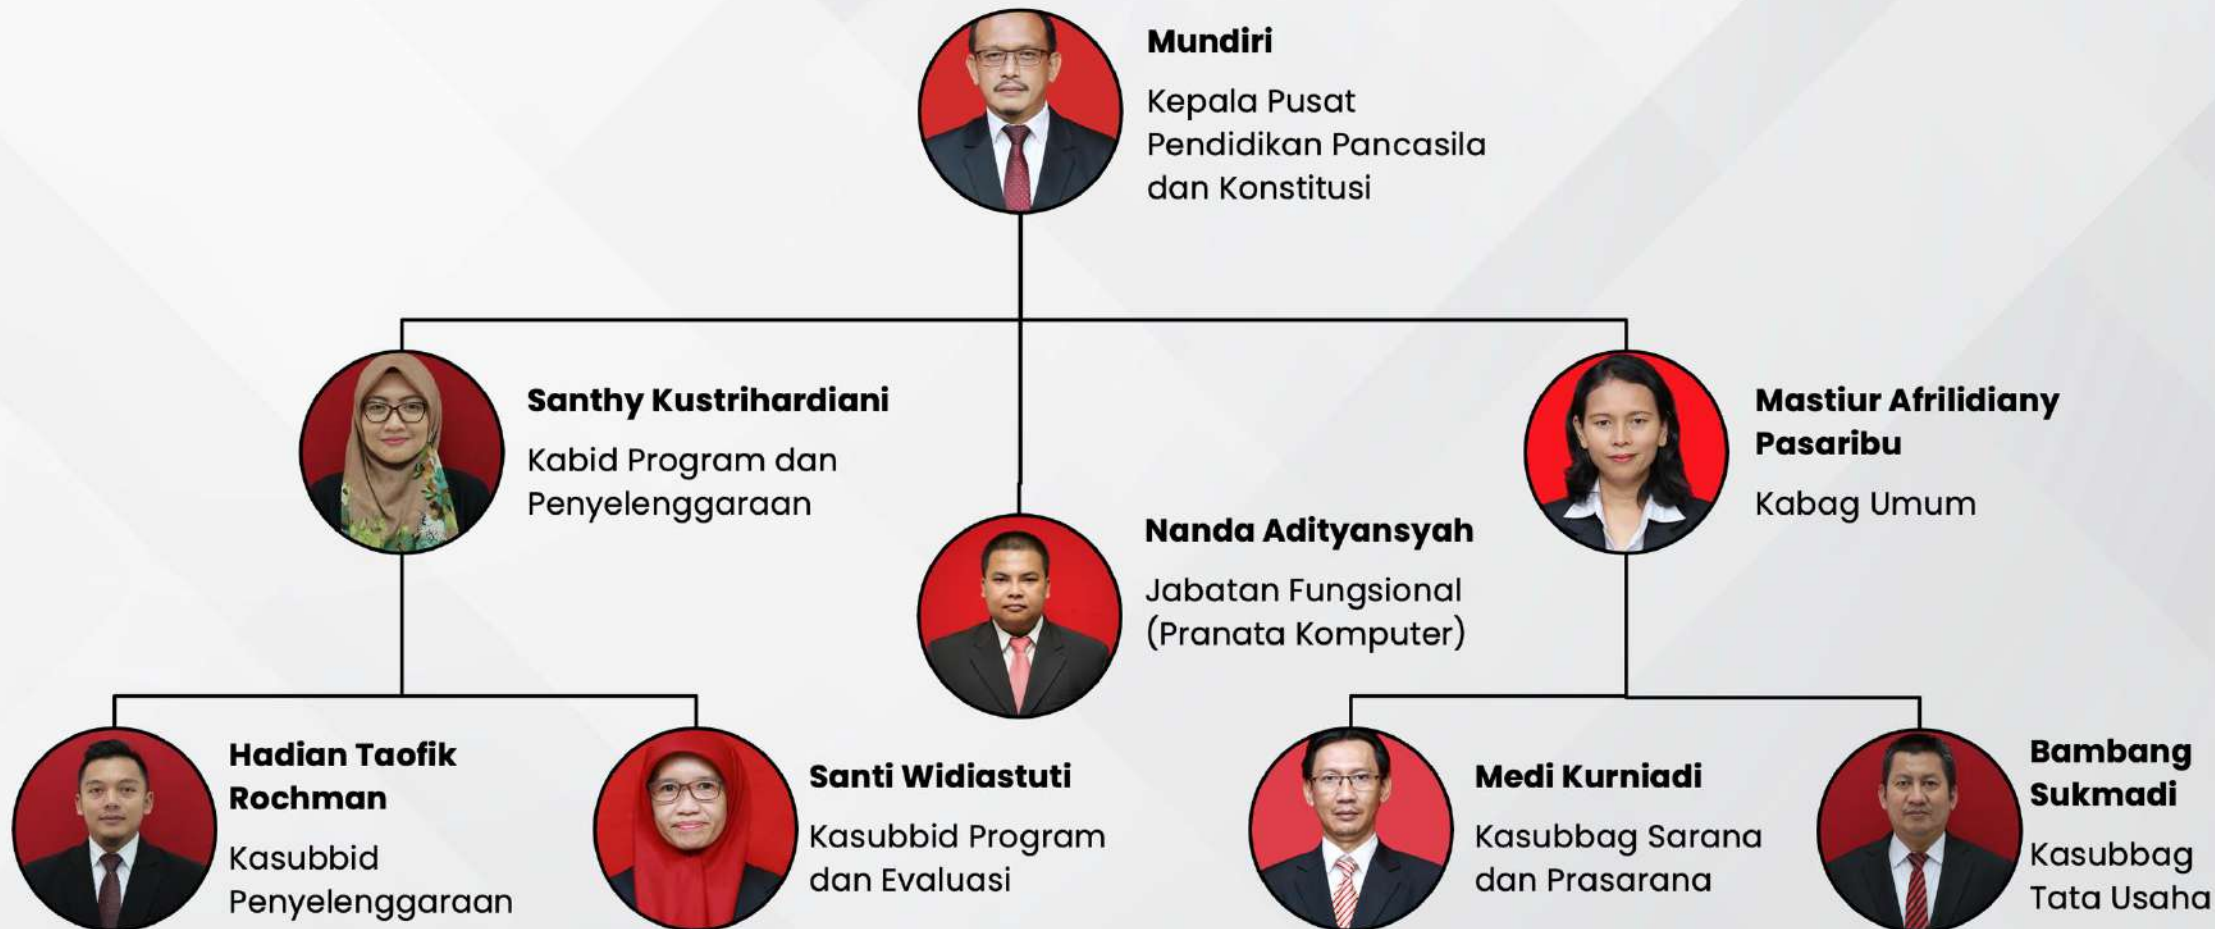 Mundiri
Kepala Pusat
Pendidikan Pancasila
dan Konstitusi
Santhy Kustrihardiani
Kabid Program dan
Penyelenggaraan
Mastiur Afrilidiany
Pasaribu
Kabag Umum
Nanda Adityansyah
Jabatan Fungsional
(Pranata Komputer)
Hadian Taofik
Rochman
Kasubbid
Penyelenggaraan
Santi Widiastuti
Kasubbid Program
dan Evaluasi
Medi Kurniadi
Kasubbag Sarana
dan Prasarana
Bambang
Sukmadi
Kasubbag
Tata Usaha